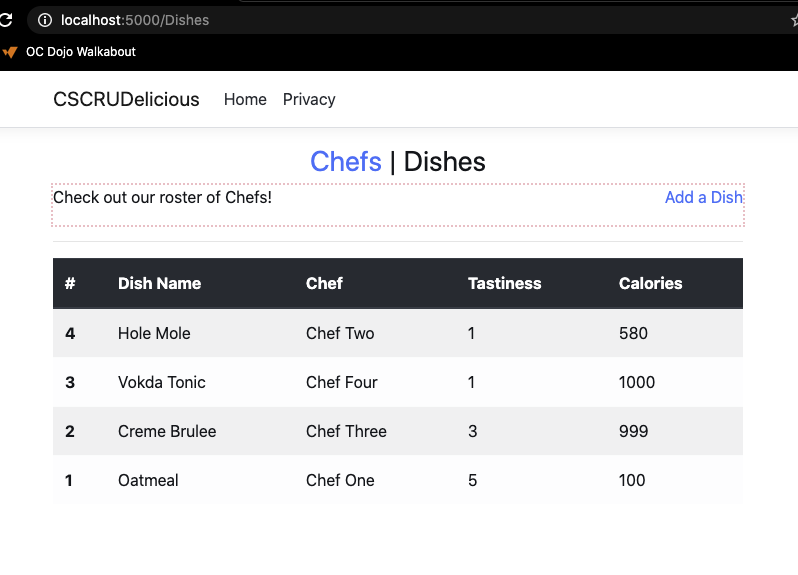 localhost:5000/Dishes
OC Dojo Walkabout
CSCRUDelicious Home Privacy
Chefs | Dishes
Check out our roster of Chefs! Add a Dish
# Dish Name Chef Tastiness Calories
4 Hole Mole Chef Two 1 580
3 Vokda Tonic Chef Four 1 1000
2 Creme Brulee Chef Three 3 999
1 Oatmeal Chef One 5 100